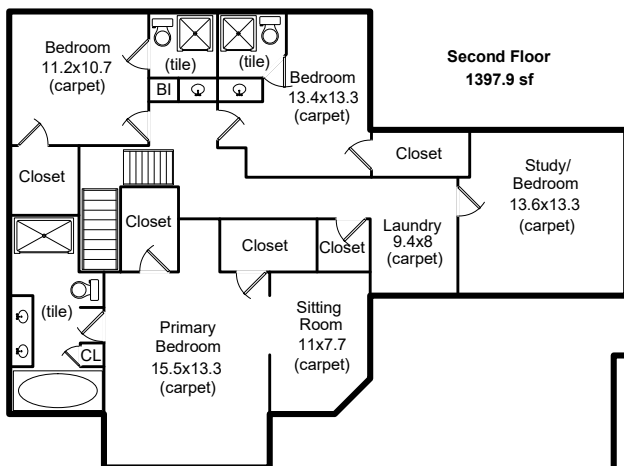 Bedroom
11.2x10.7
(carpet)
(tile)
BI
(tile)
Bedroom
13.4x13.3
(carpet)
Second Floor
1397.9 sf
Closet
Closet
Study/
Bedroom
13.6x13.3
(carpet)
Closet
Closet
Closet
Laundry
9.4x8
(carpet)
(tile)
CL
Primary
Bedroom
15.5x13.3
(carpet)
Sitting
Room
11x7.7
(carpet)